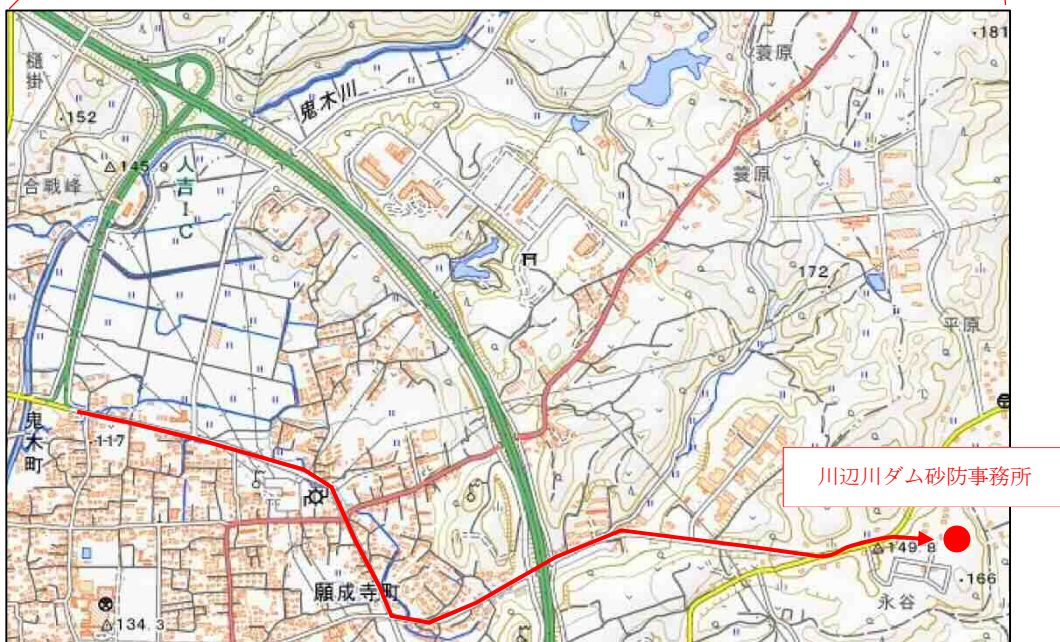 樋掛
・152
△145.9
合戦峰
人吉IC
鬼木川
蓑原
・181
蓑原
172
平原
鬼木町
・117
川辺川ダム砂防事務所
願成寺町
△149.8
・166
永谷
△134.3